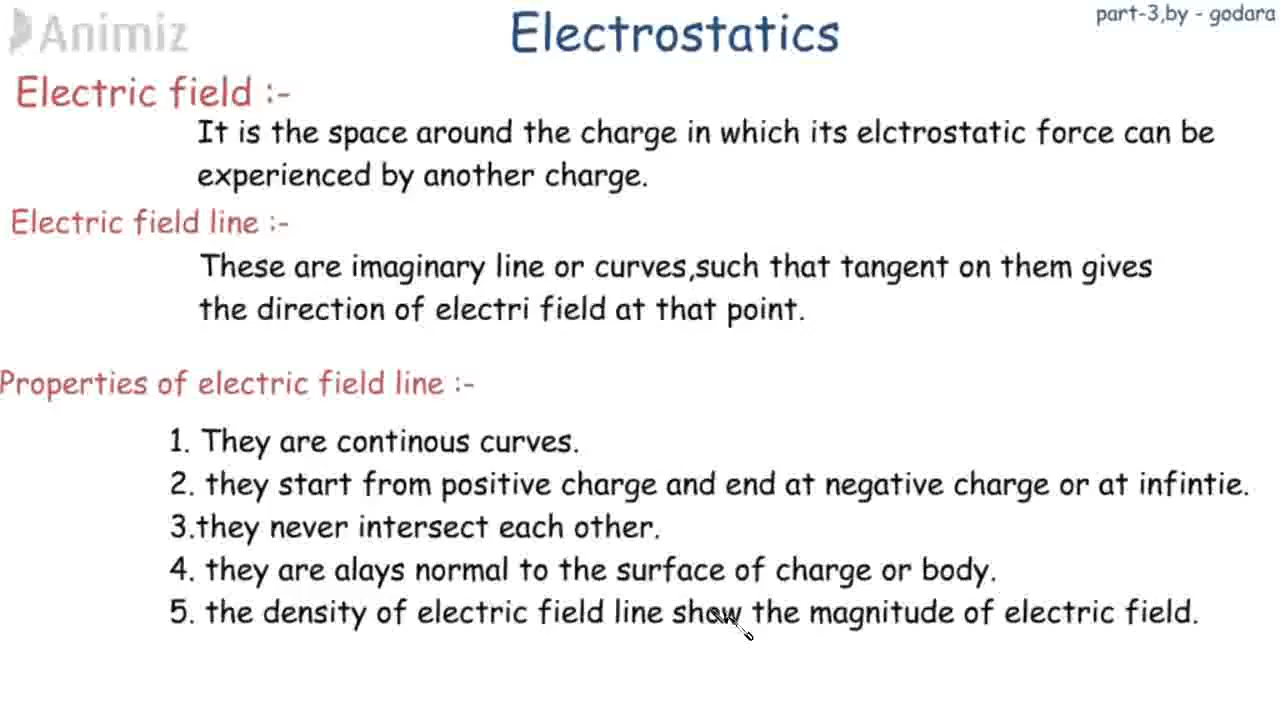 Animiz
Electrostatics
part-3,by - godara
Electric field :-
It is the space around the charge in which its elctrostatic force can be
experienced by another charge.
Electric field line :-
These are imaginary line or curves,such that tangent on them gives
the direction of electri field at that point.
Properties of electric field line :-
1. They are continous curves.
2. they start from positive charge and end at negative charge or at infintie.
3.they never intersect each other.
4. they are alays normal to the surface of charge or body.
5. the density of electric field line show the magnitude of electric field.